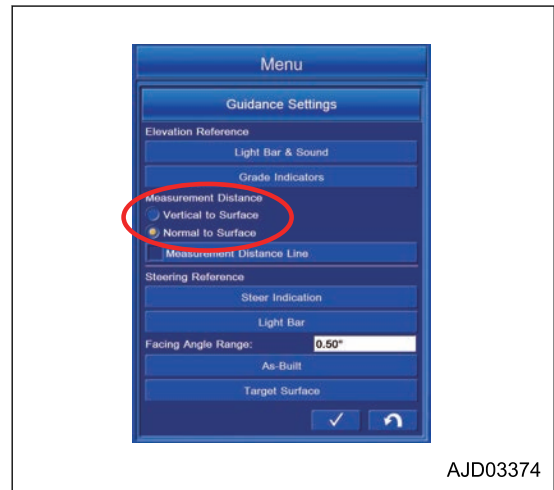 Menu
Guidance Settings
Elevation Reference
Light Bar & Sound
Grade Indicators
Measurement Distance
Vertical to Surface
Normal to Surface
Measurement Distance Line
Steering Reference
Steer Indication
Light Bar
Facing Angle Range: 0.50°
As-Built
Target Surface
AJD03374